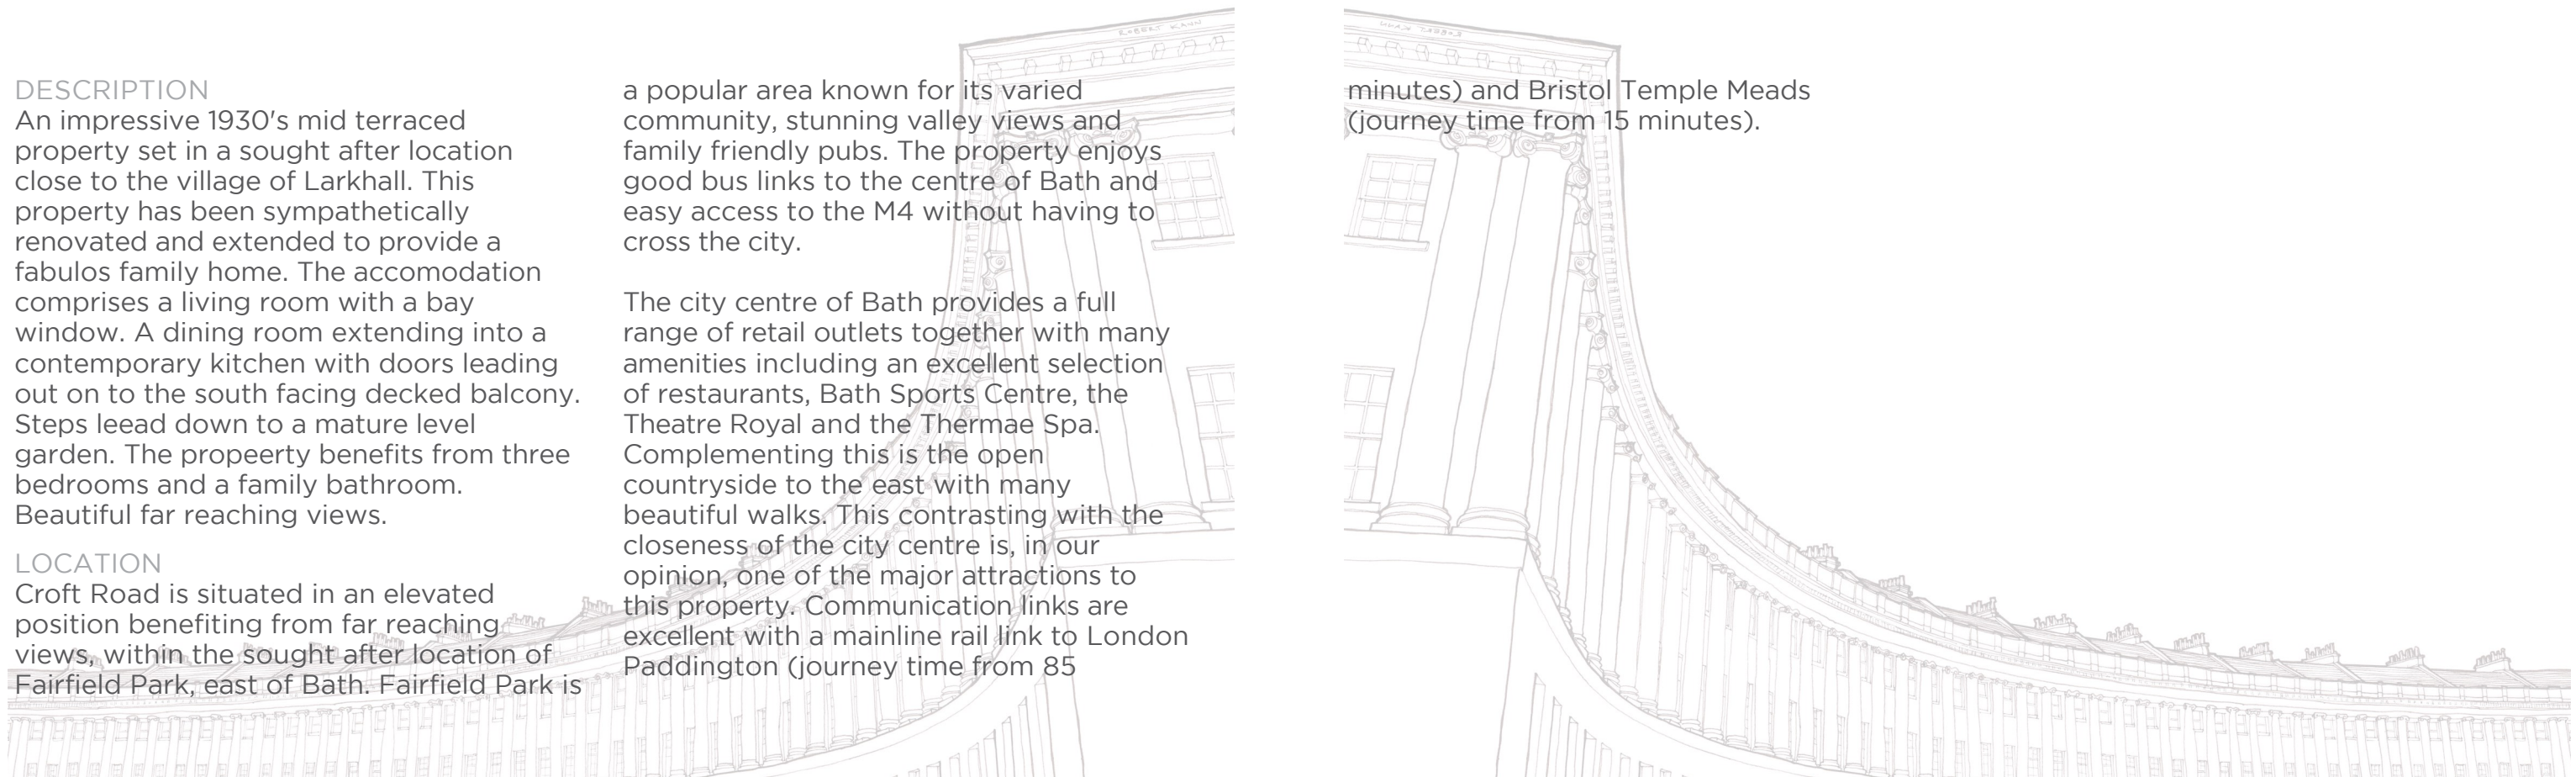 DESCRIPTION
An impressive 1930's mid terraced
property set in a sought after location
close to the village of Larkhall. This
property has been sympathetically
renovated and extended to provide a
fabulos family home. The accomodation
comprises a living room with a bay
window. A dining room extending into a
contemporary kitchen with doors leading
out on to the south facing decked balcony.
Steps leead down to a mature level
garden. The propeerty benefits from three
bedrooms and a family bathroom.
Beautiful far reaching views.
LOCATION
Croft Road is situated in an elevated
position benefiting from far reaching
views, within the sought after location of
Fairfield Park, east of Bath. Fairfield Park is
a popular area known for its varied
community, stunning valley views and
family friendly pubs. The property enjoys
good bus links to the centre of Bath and
easy access to the M4 without having to
cross the city.
The city centre of Bath provides a full
range of retail outlets together with many
amenities including an excellent selection
of restaurants, Bath Sports Centre, the
Theatre Royal and the Thermae Spa.
Complementing this is the open
countryside to the east with many
beautiful walks. This contrasting with the
closeness of the city centre is, in our
opinion, one of the major attractions to
this property. Communication links are
excellent with a mainline rail link to London
Paddington (journey time from 85
minutes) and Bristol Temple Meads
(journey time from 15 minutes).
ROBERT KAHN